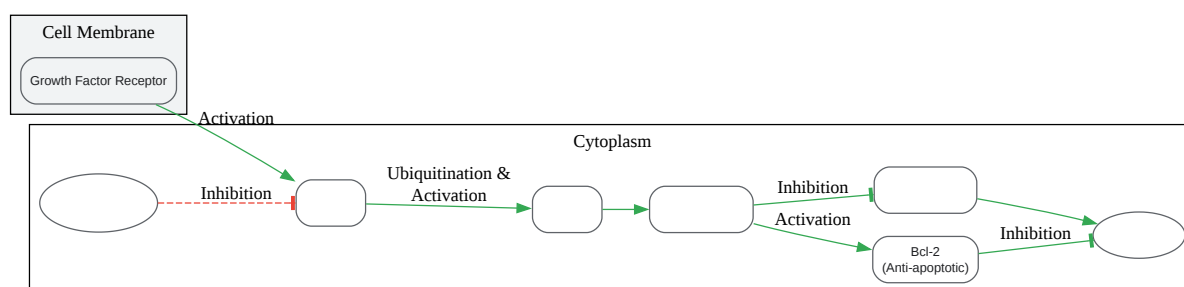 Cell Membrane
Growth Factor Receptor
Activation
Cytoplasm
Inhibition
Ubiquitination &
Activation
Inhibition
Activation
Bcl-2
(Anti-apoptotic)
Inhibition